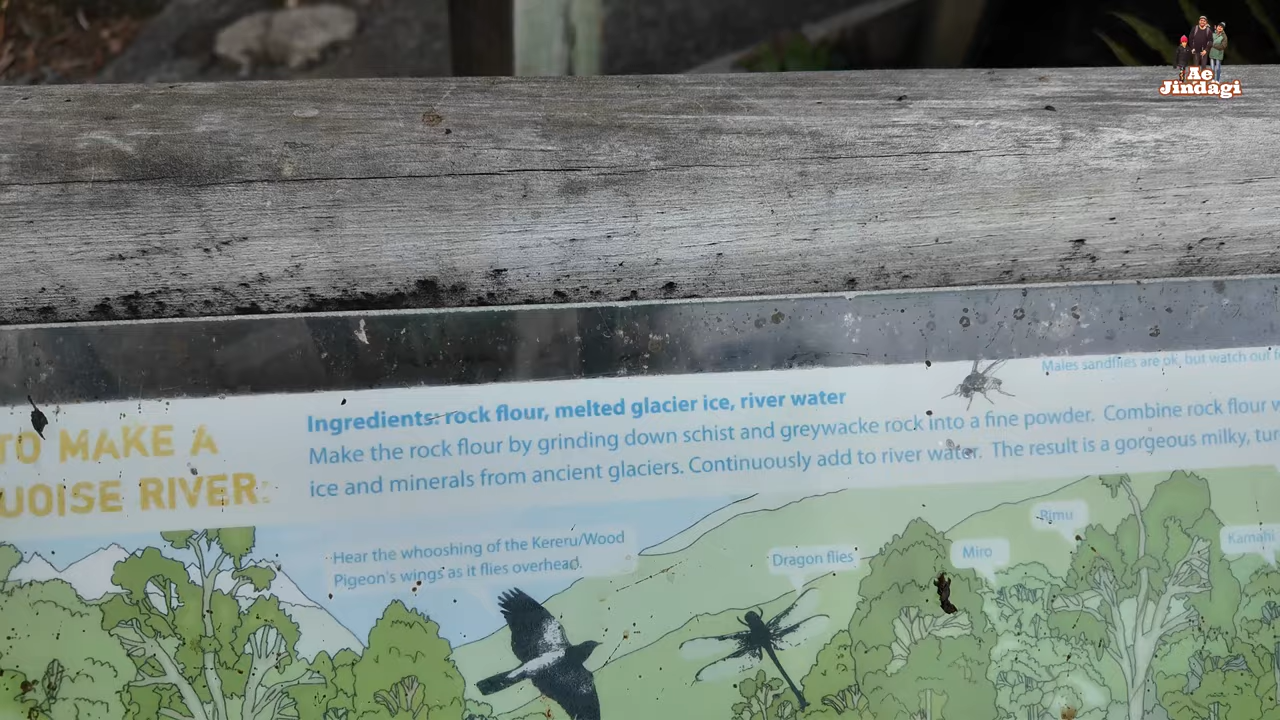 Ae
Jindagi
Males sandflies are ok, but watch out
TO MAKE A
UOISE RIVER:
Ingredients: rock flour, melted glacier ice, river water
Make the rock flour by grinding down schist and greywacke rock into a fine powder. Combine rock flour
ice and minerals from ancient glaciers. Continuously add to river water. The result is a gorgeous milky,
Hear the whooshing of the Kereru/Wood
Pigeon's wings as it flies overhead.
Dragon flies
Miro
Rimu
Kamahi